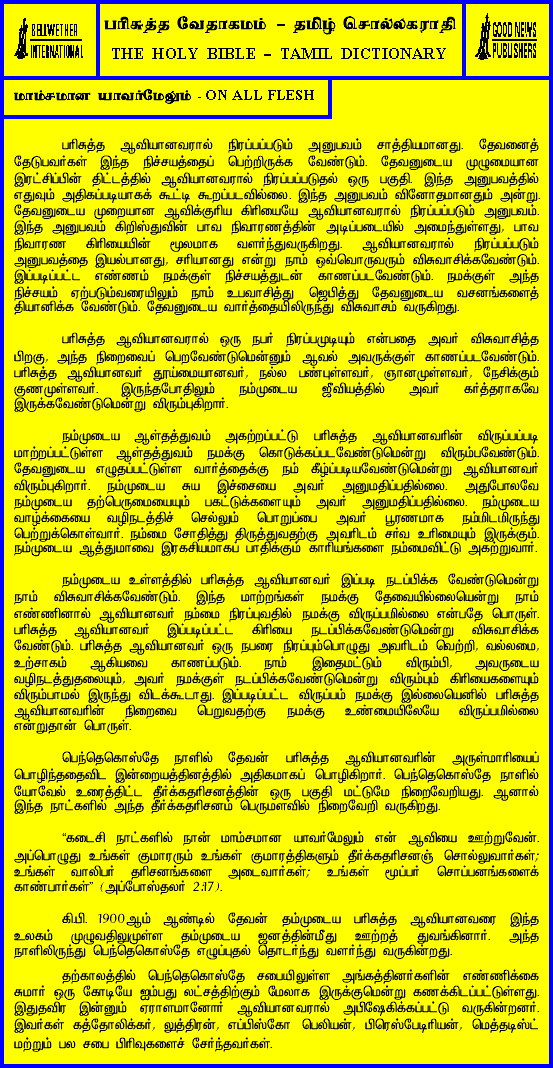 BELLWETHER
INTERNATIONAL
பரிசுத்த வேதாகமம் – தமிழ் சொல்லகராதி
THE HOLY BIBLE – TAMIL DICTIONARY
GOOD NEWS
PUBLISHERS
மாம்சமான யாவர்மேலும் - ON ALL FLESH
பரிசுத்த ஆவியானவரால் நிரப்பப்படும் அனுபவம் சாத்தியமானது. தேவனைத்
தேடுபவர்கள் இந்த நிச்சயத்தைப் பெற்றிருக்க வேண்டும். தேவனுடைய முழுமையான
இரட்சிப்பின் திட்டத்தில் ஆவியானவரால் நிரப்பப்படுதல் ஒரு பகுதி. இந்த அனுபவத்தில்
எதுவும் அதிகப்படியாகக் கூட்டி கூறப்படவில்லை. இந்த அனுபவம் வினோதமானதும் அன்று.
தேவனுடைய முறையான ஆவிக்குரிய கிரியையே ஆவியானவரால் நிரப்பப்படும் அனுபவம்.
இந்த அனுபவம் கிறிஸ்துவின் பாவ நிவாரணத்தின் அடிப்படையில் அமைந்துள்ளது, பாவ
நிவாரண கிரியையின் மூலமாக வளர்ந்துவருகிறது. ஆவியானவரால் நிரப்பப்படும்
அனுபவத்தை இயல்பானது, சரியானது என்று நாம் ஒவ்வொருவரும் விசுவாசிக்கவேண்டும்.
இப்படிப்பட்ட எண்ணம் நமக்குள் நிச்சயத்துடன் காணப்படவேண்டும். நமக்குள் அந்த
நிச்சயம் ஏற்படும்வரையிலும் நாம் உபவாசித்து ஜெபித்து தேவனுடைய வசனங்களைத்
தியானிக்க வேண்டும். தேவனுடைய வார்த்தையிலிருந்து விசுவாசம் வருகிறது.
பரிசுத்த ஆவியானவரால் ஒரு நபர் நிரப்பமுடியும் என்பதை அவர் விசுவாசித்த
பிறகு, அந்த நிறைவைப் பெறவேண்டுமென்னும் ஆவல் அவருக்குள் காணப்படவேண்டும்.
பரிசுத்த ஆவியானவர் தூய்மையானவர், நல்ல பண்புள்ளவர், ஞானமுள்ளவர், நேசிக்கும்
குணமுள்ளவர். இருந்தபோதிலும் நம்முடைய ஜீவியத்தில் அவர் கர்த்தராகவே
இருக்கவேண்டுமென்று விரும்புகிறார்.
நம்முடைய ஆள்தத்துவம் அகற்றப்பட்டு பரிசுத்த ஆவியானவரின் விருப்பப்படி
மாற்றப்பட்டுள்ள ஆள்தத்துவம் நமக்கு கொடுக்கப்படவேண்டுமென்று விரும்பவேண்டும்.
தேவனுடைய எழுதப்பட்டுள்ள வார்த்தைக்கு நம் கீழ்ப்படியவேண்டுமென்று ஆவியானவர்
விரும்புகிறார். நம்முடைய சுய இச்சையை அவர் அனுமதிப்பதில்லை. அதுபோலவே
நம்முடைய தற்பெருமையையும் பகட்டுக்களையும் அவர் அனுமதிப்பதில்லை. நம்முடைய
வாழ்க்கையை வழிநடத்திச் செல்லும் பொறுப்பை அவர் பூரணமாக நம்மிடமிருந்து
பெற்றுக்கொள்வார். நம்மை சோதித்து திருத்துவதற்கு அவரிடம் சர்வ உரிமையும் இருக்கும்.
நம்முடைய ஆத்துமாவை இரகசியமாகப் பாதிக்கும் காரியங்களை நம்மைவிட்டு அகற்றுவார்.
நம்முடைய உள்ளத்தில் பரிசுத்த ஆவியானவர் இப்படி நடப்பிக்க வேண்டுமென்று
நாம் விசுவாசிக்கவேண்டும். இந்த மாற்றங்கள் நமக்கு தேவையில்லையென்று நாம்
எண்ணினால் ஆவியானவர் நம்மை நிரப்புவதில் நமக்கு விருப்பமில்லை என்பதே பொருள்.
பரிசுத்த ஆவியானவர் இப்படிப்பட்ட கிரியை நடப்பிக்கவேண்டுமென்று விசுவாசிக்க
வேண்டும். பரிசுத்த ஆவியானவர் ஒரு நபரை நிரப்பும்பொழுது அவரிடம் வெற்றி, வல்லமை,
உற்சாகம் ஆகியவை காணப்படும். நாம் இதைமட்டும் விரும்பி, அவருடைய
வழிநடத்துதலையும், அவர் நமக்குள் நடப்பிக்கவேண்டுமென்று விரும்பும் கிரியைகளையும்
விரும்பாமல் இருந்து விடக்கூடாது. இப்படிப்பட்ட விருப்பம் நமக்கு இல்லையெனில் பரிசுத்த
ஆவியானவரின் நிறைவை பெறுவதற்கு நமக்கு உண்மையிலேயே விருப்பமில்லை
என்றுதான் பொருள்.
பெந்தெகொஸ்தே நாளில் தேவன் பரிசுத்த ஆவியானவரின் அருள்மாரியைப்
பொழிந்ததைவிட இன்றையத்தினத்தில் அதிகமாகப் பொழிகிறார். பெந்தெகொஸ்தே நாளில்
யோவேல் உரைத்திட்ட தீர்க்கதரிசனத்தின் ஒரு பகுதி மட்டுமே நிறைவேறியது. ஆனால்
இந்த நாட்களில் அந்த தீர்க்கதரிசனம் பெருமளவில் நிறைவேறி வருகிறது.
“கடைசி நாட்களில் நான் மாம்சமான யாவர்மேலும் என் ஆவியை ஊற்றுவேன்.
அப்பொழுது உங்கள் குமாரரும் உங்கள் குமாரத்திகளும் தீர்க்கதரிசனஞ் சொல்லுவார்கள்;
உங்கள் வாலிபர் தரிசனங்களை அடைவார்கள்; உங்கள் மூப்பர் சொப்பனங்களைக்
காண்பார்கள்” (அப்போஸ்தலர் 2:17).
கி.பி. 1900ஆம் ஆண்டில் தேவன் தம்முடைய பரிசுத்த ஆவியானவரை இந்த
உலகம் முழுவதிலுமுள்ள தம்முடைய ஜனத்தின்மீது ஊற்றத் துவங்கினார். அந்த
நாளிலிருந்து பெந்தெகொஸ்தே எழுப்புதல் தொடர்ந்து வளர்ந்து வருகின்றது.
தற்காலத்தில் பெந்தெகொஸ்தே சபையிலுள்ள அங்கத்தினர்களின் எண்ணிக்கை
சுமார் ஒரு கோடியே ஐம்பது லட்சத்திற்கும் மேலாக இருக்குமென்று கணக்கிடப்பட்டுள்ளது.
இதுதவிர இன்னும் ஏராளமானோர் ஆவியானவரால் அபிஷேகிக்கப்பட்டு வருகின்றனர்.
இவர்கள் கத்தோலிக்கர், லுத்திரன், எப்பிஸ்கோ பெலியன், பிரெஸ்பேடிரியன், மெத்தடிஸ்ட்
மற்றும் பல சபை பிரிவுகளைச் சேர்ந்தவர்கள்.